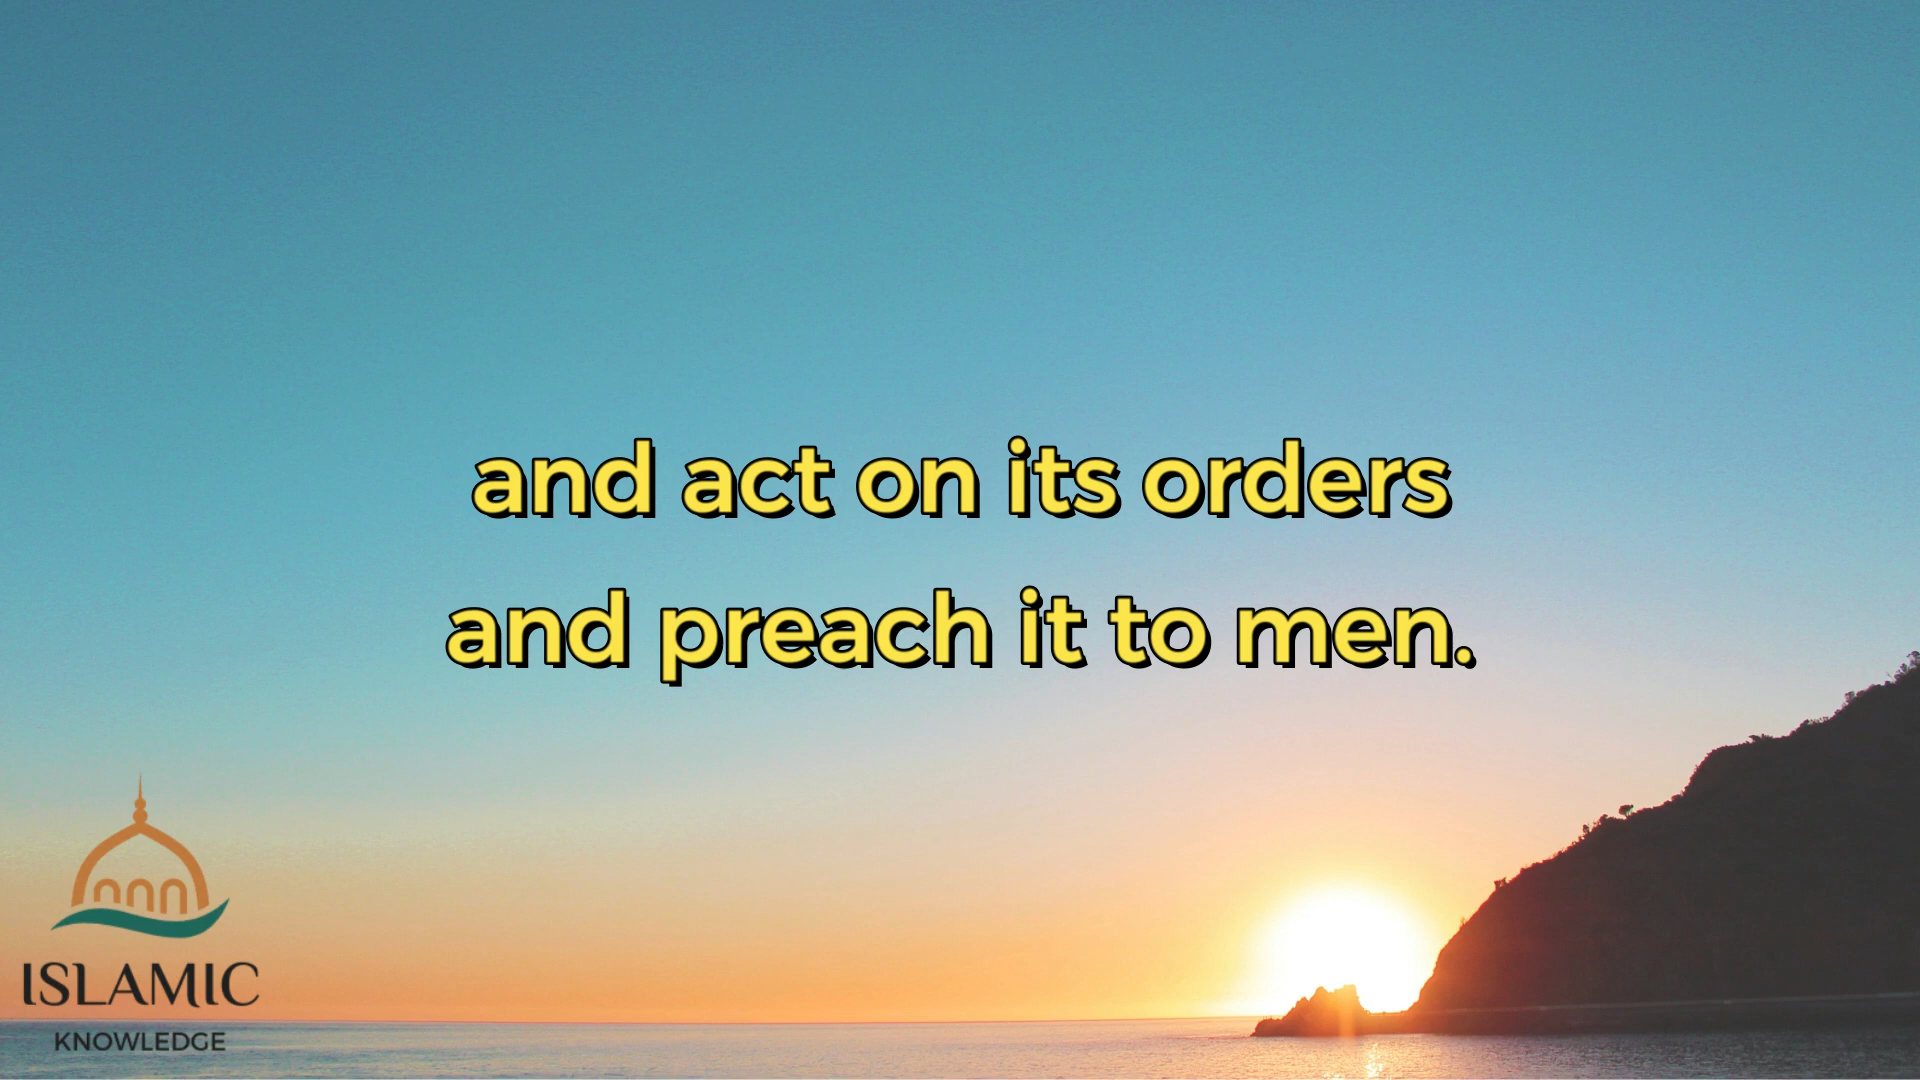 and act on its orders
and preach it to men.
ISLAMIC
KNOWLEDGE